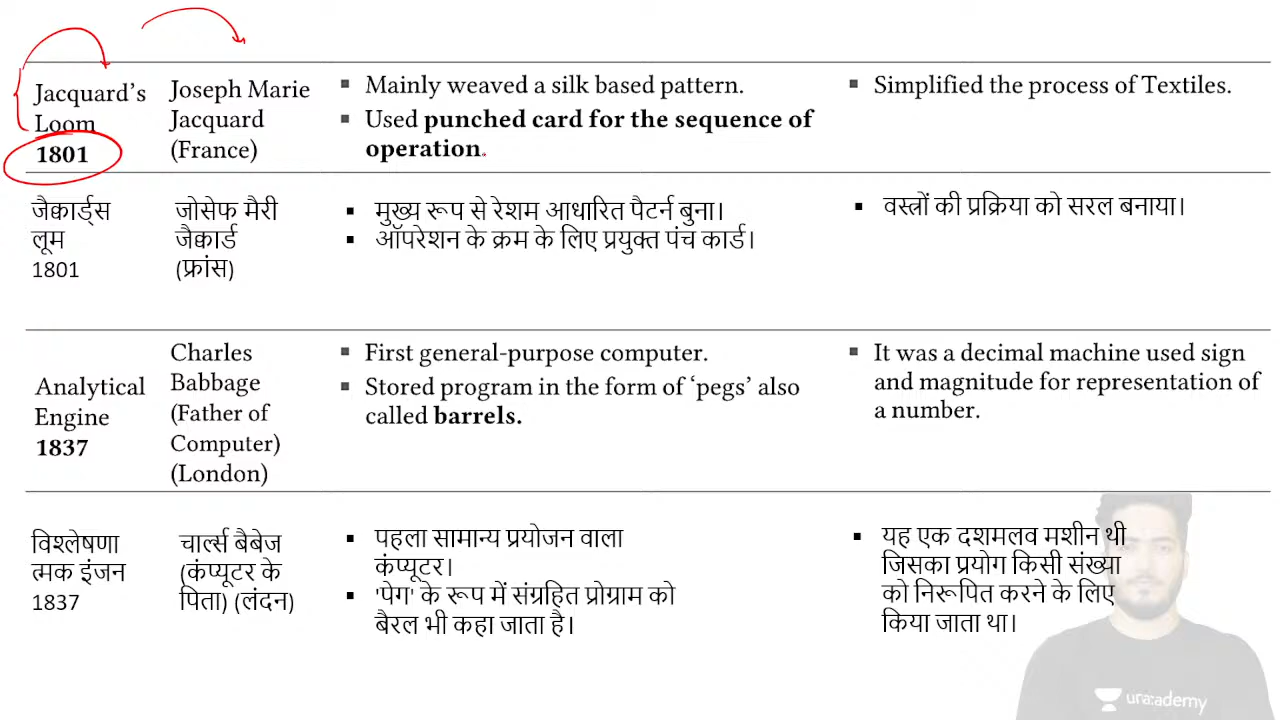 Jacquard’s
Loom
1801
Joseph Marie
Jacquard
(France)
▪ Mainly weaved a silk based pattern.
▪ Used punched card for the sequence of
operation.
▪ Simplified the process of Textiles.
जैक्वार्ड्स
लूम
1801
जोसेफ मैरी
जैक्वार्ड
(फ्रांस)
▪ मुख्य रूप से रेशम आधारित पैटर्न बुना।
▪ ऑपरेशन के क्रम के लिए प्रयुक्त पंच कार्ड।
▪ वस्त्रों की प्रक्रिया को सरल बनाया।
Analytical
Engine
1837
Charles
Babbage
(Father of
Computer)
(London)
▪ First general-purpose computer.
▪ Stored program in the form of ‘pegs’ also
called barrels.
▪ It was a decimal machine used sign
and magnitude for representation of
a number.
विश्लेषणा
त्मक इंजन
1837
चार्ल्स बैबेज
(कंप्यूटर के
पिता) (लंदन)
▪ पहला सामान्य प्रयोजन वाला
कंप्यूटर।
▪ 'पेग' के रूप में संग्रहित प्रोग्राम को
बैरल भी कहा जाता है।
▪ यह एक दशमलव मशीन थी
जिसका प्रयोग किसी संख्या
को निरूपित करने के लिए
किया जाता था।
unacademy